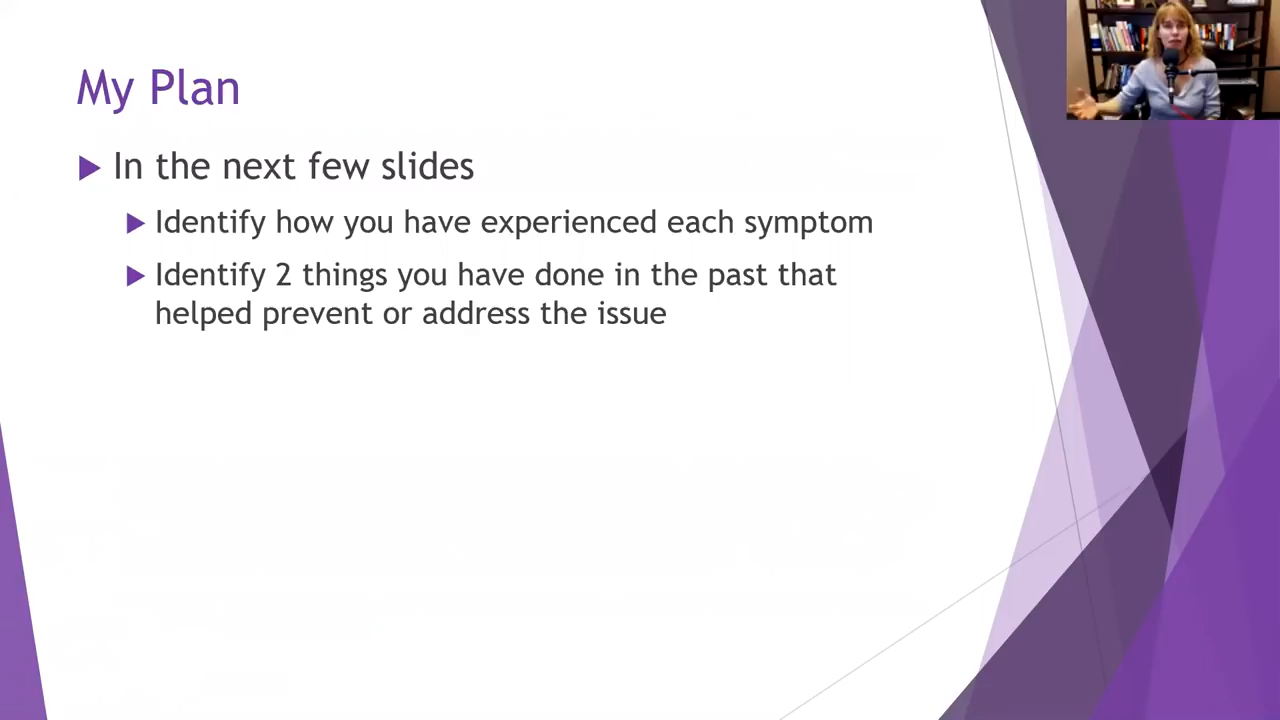 My Plan
In the next few slides
Identify how you have experienced each symptom
Identify 2 things you have done in the past that
helped prevent or address the issue